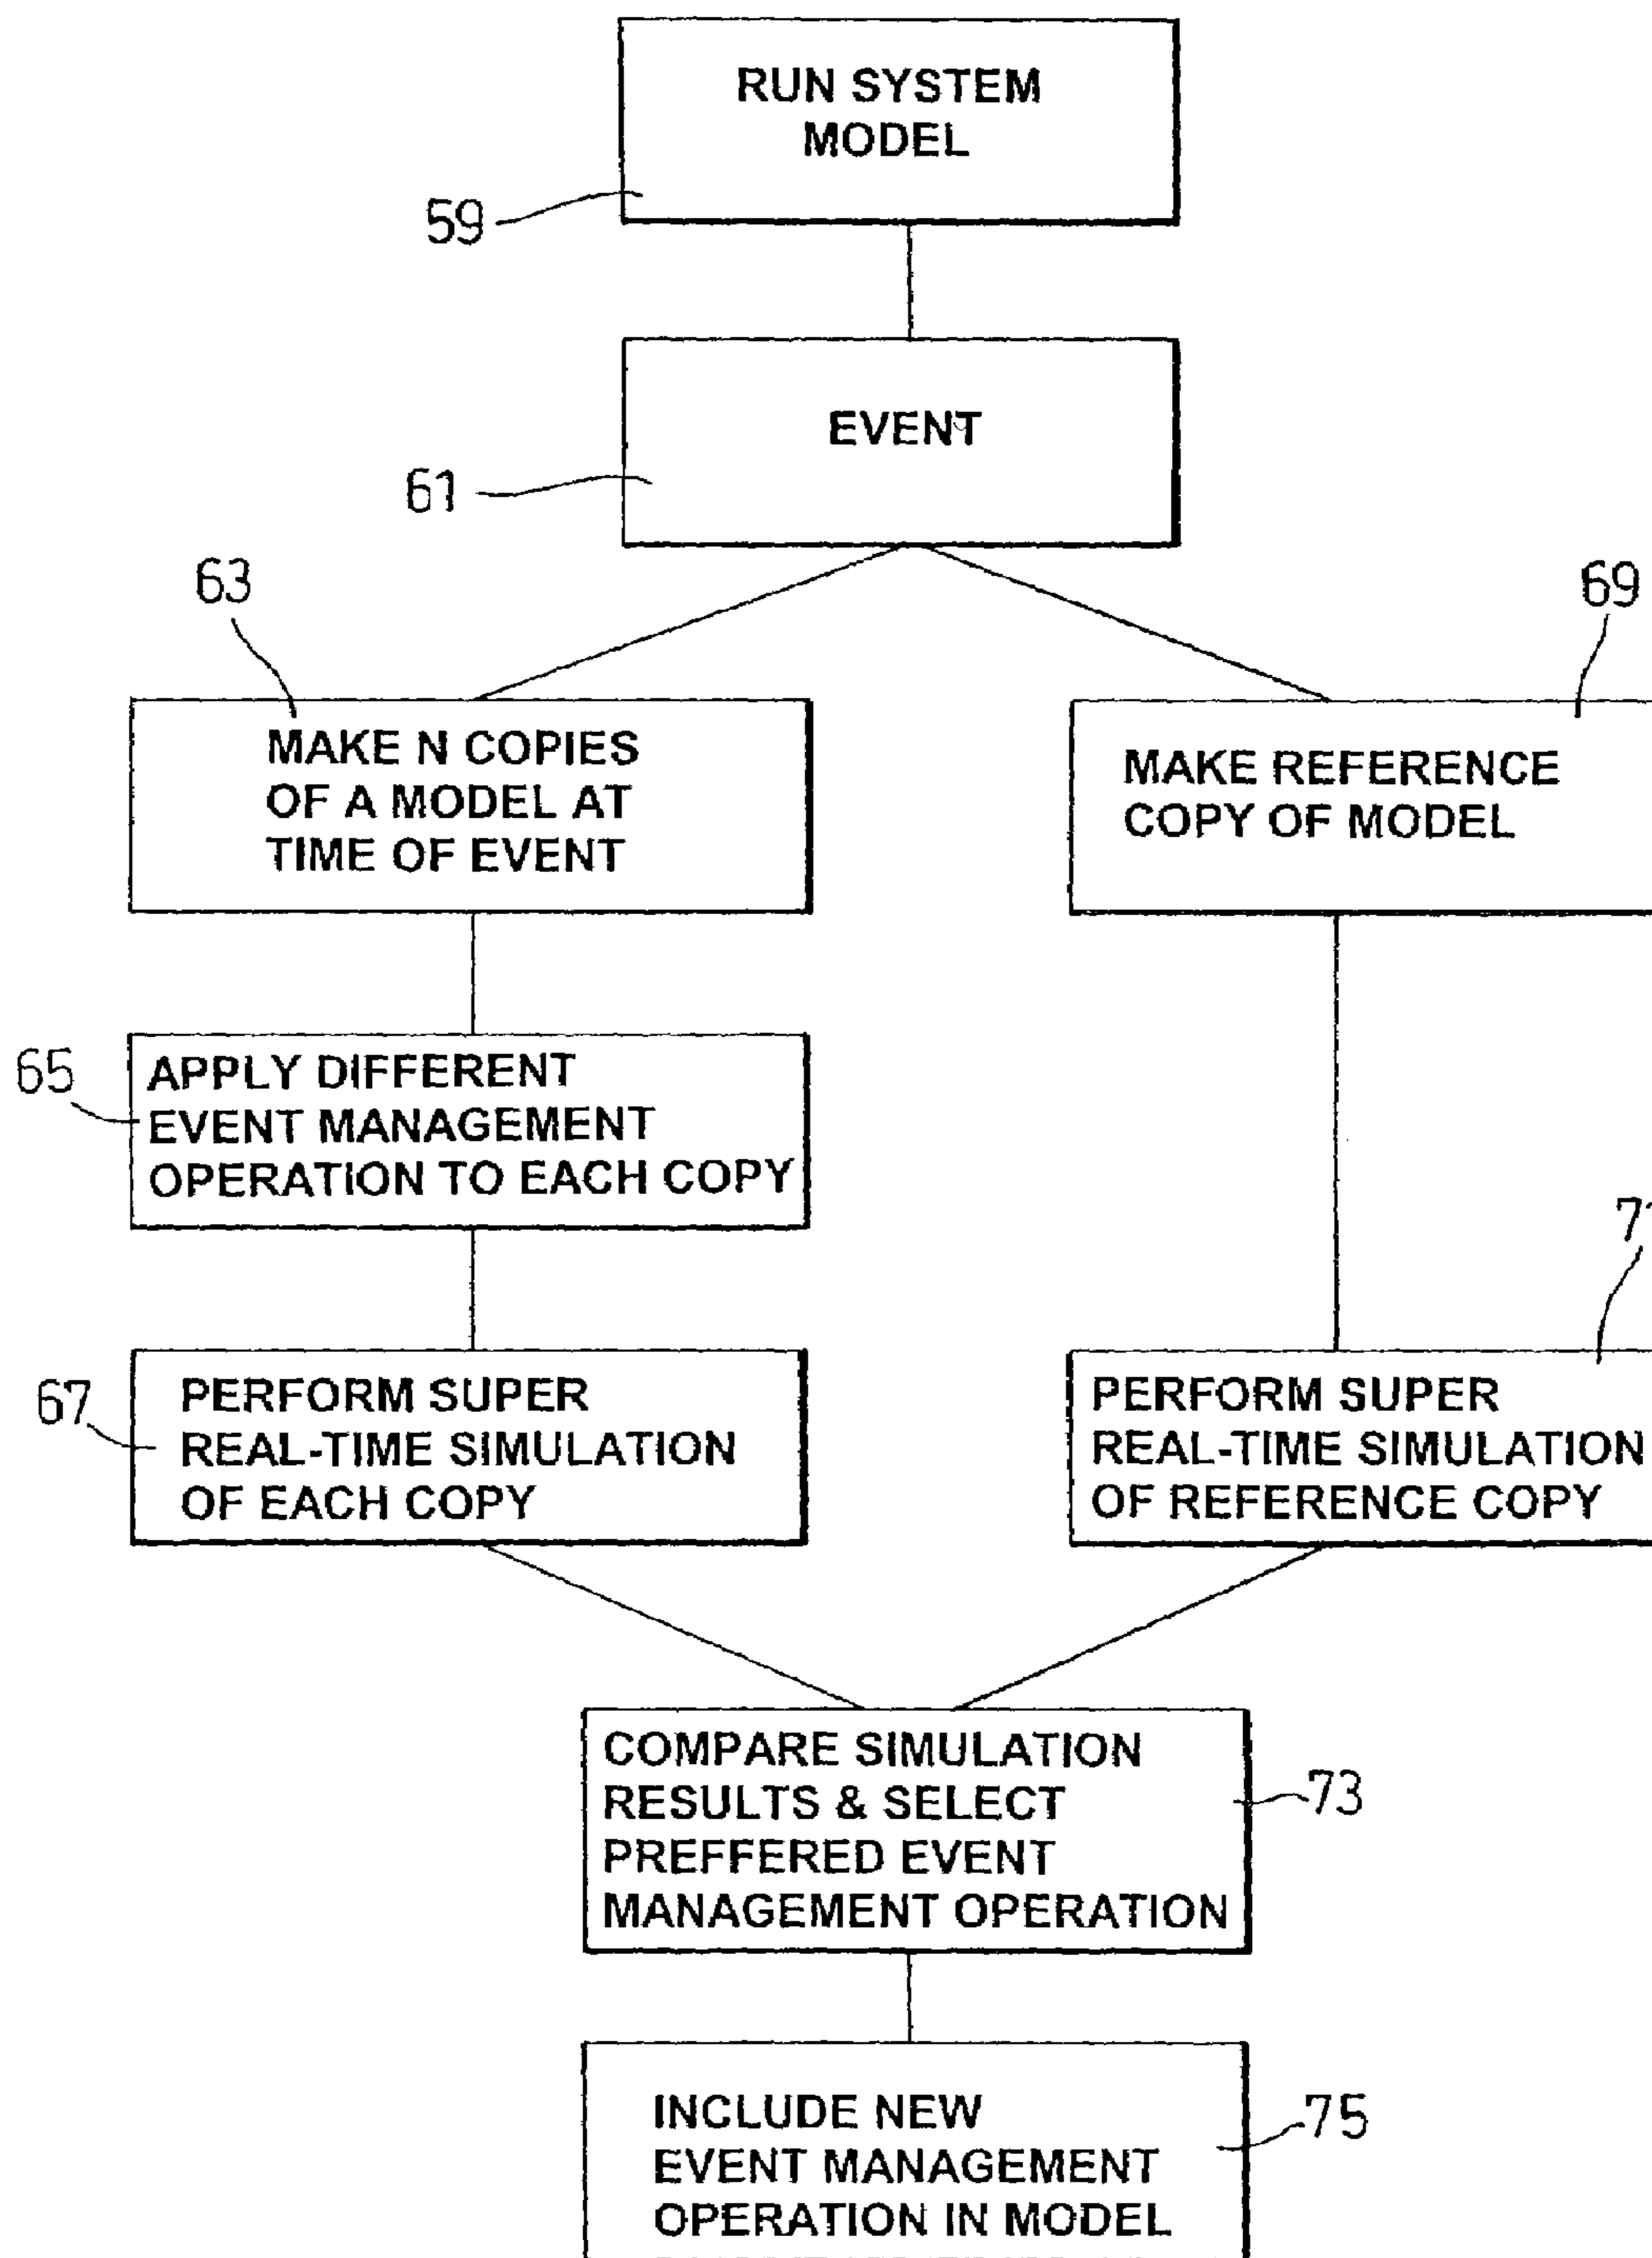 RUN SYSTEM
MODEL
59
EVENT
61
63
MAKE N COPIES
OF A MODEL AT
TIME OF EVENT
69
MAKE REFERENCE
COPY OF MODEL
65
APPLY DIFFERENT
EVENT MANAGEMENT
OPERATION TO EACH COPY
67
PERFORM SUPER
REAL-TIME SIMULATION
OF EACH COPY
PERFORM SUPER
REAL-TIME SIMULATION
OF REFERENCE COPY
COMPARE SIMULATION
RESULTS & SELECT
PREFFERED EVENT
MANAGEMENT OPERATION
73
INCLUDE NEW
EVENT MANAGEMENT
OPERATION IN MODEL
75